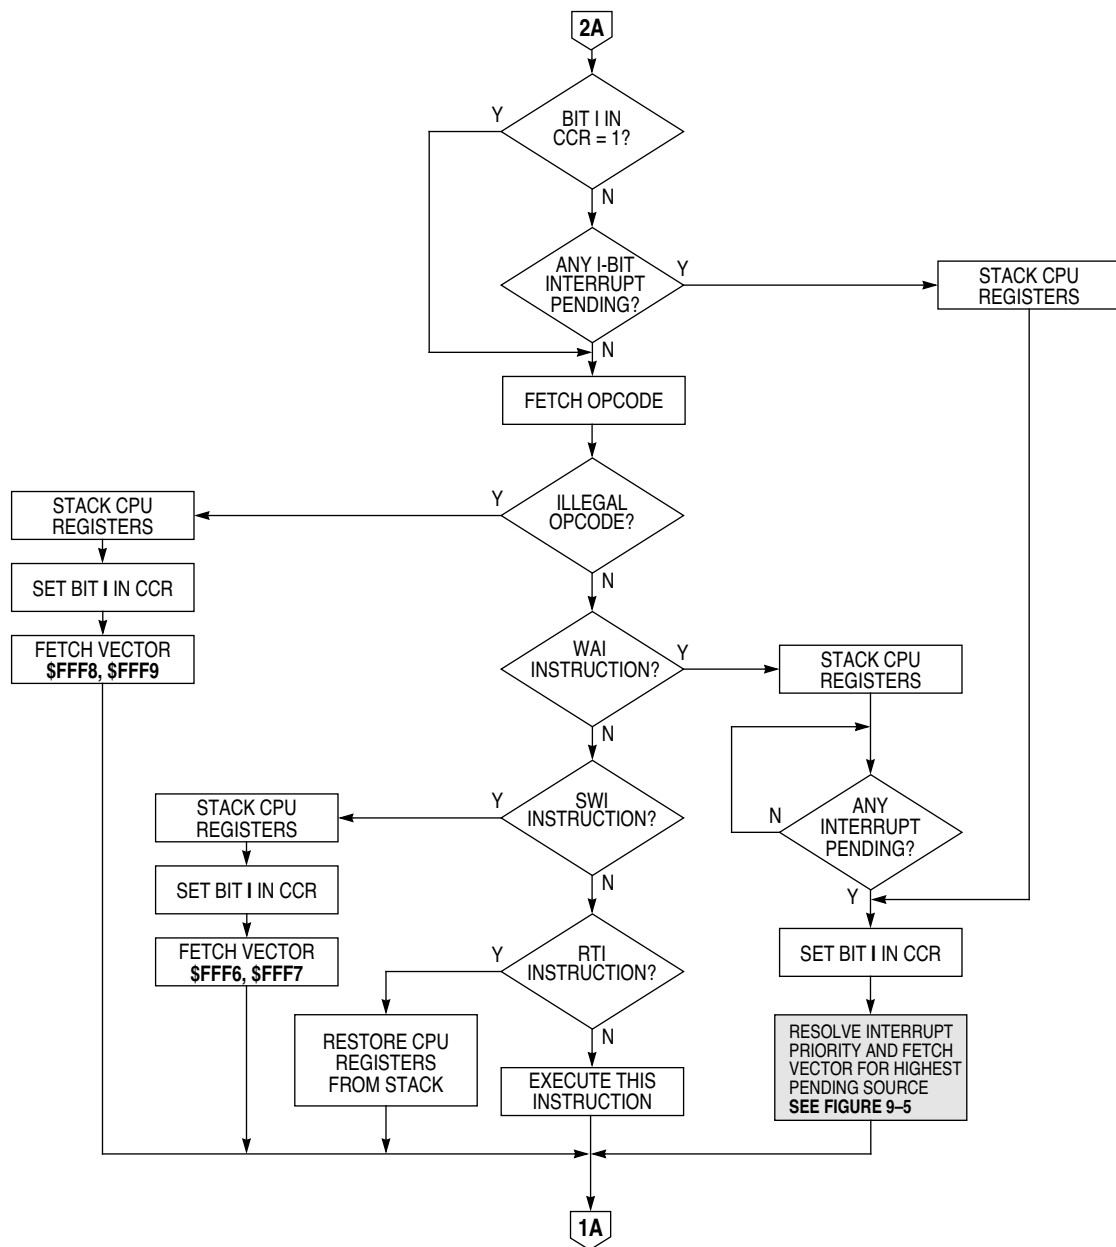 2A
Y
BIT I IN
CCR = 1?
N
ANY I-BIT
INTERRUPT
PENDING?
Y
STACK CPU
REGISTERS
N
FETCH OPCODE
Y
ILLEGAL
OPCODE?
STACK CPU
REGISTERS
N
SET BIT I IN CCR
FETCH VECTOR
$FFF8, $FFF9
WAI
INSTRUCTION?
Y
STACK CPU
REGISTERS
N
Y
SWI
INSTRUCTION?
STACK CPU
REGISTERS
N
ANY
INTERRUPT
PENDING?
SET BIT I IN CCR
N
Y
FETCH VECTOR
$FFF6, $FFF7
Y
RTI
INSTRUCTION?
SET BIT I IN CCR
N
RESTORE CPU
REGISTERS
FROM STACK
EXECUTE THIS
INSTRUCTION
RESOLVE INTERRUPT
PRIORITY AND FETCH
VECTOR FOR HIGHEST
PENDING SOURCE
SEE FIGURE 9–5
1A